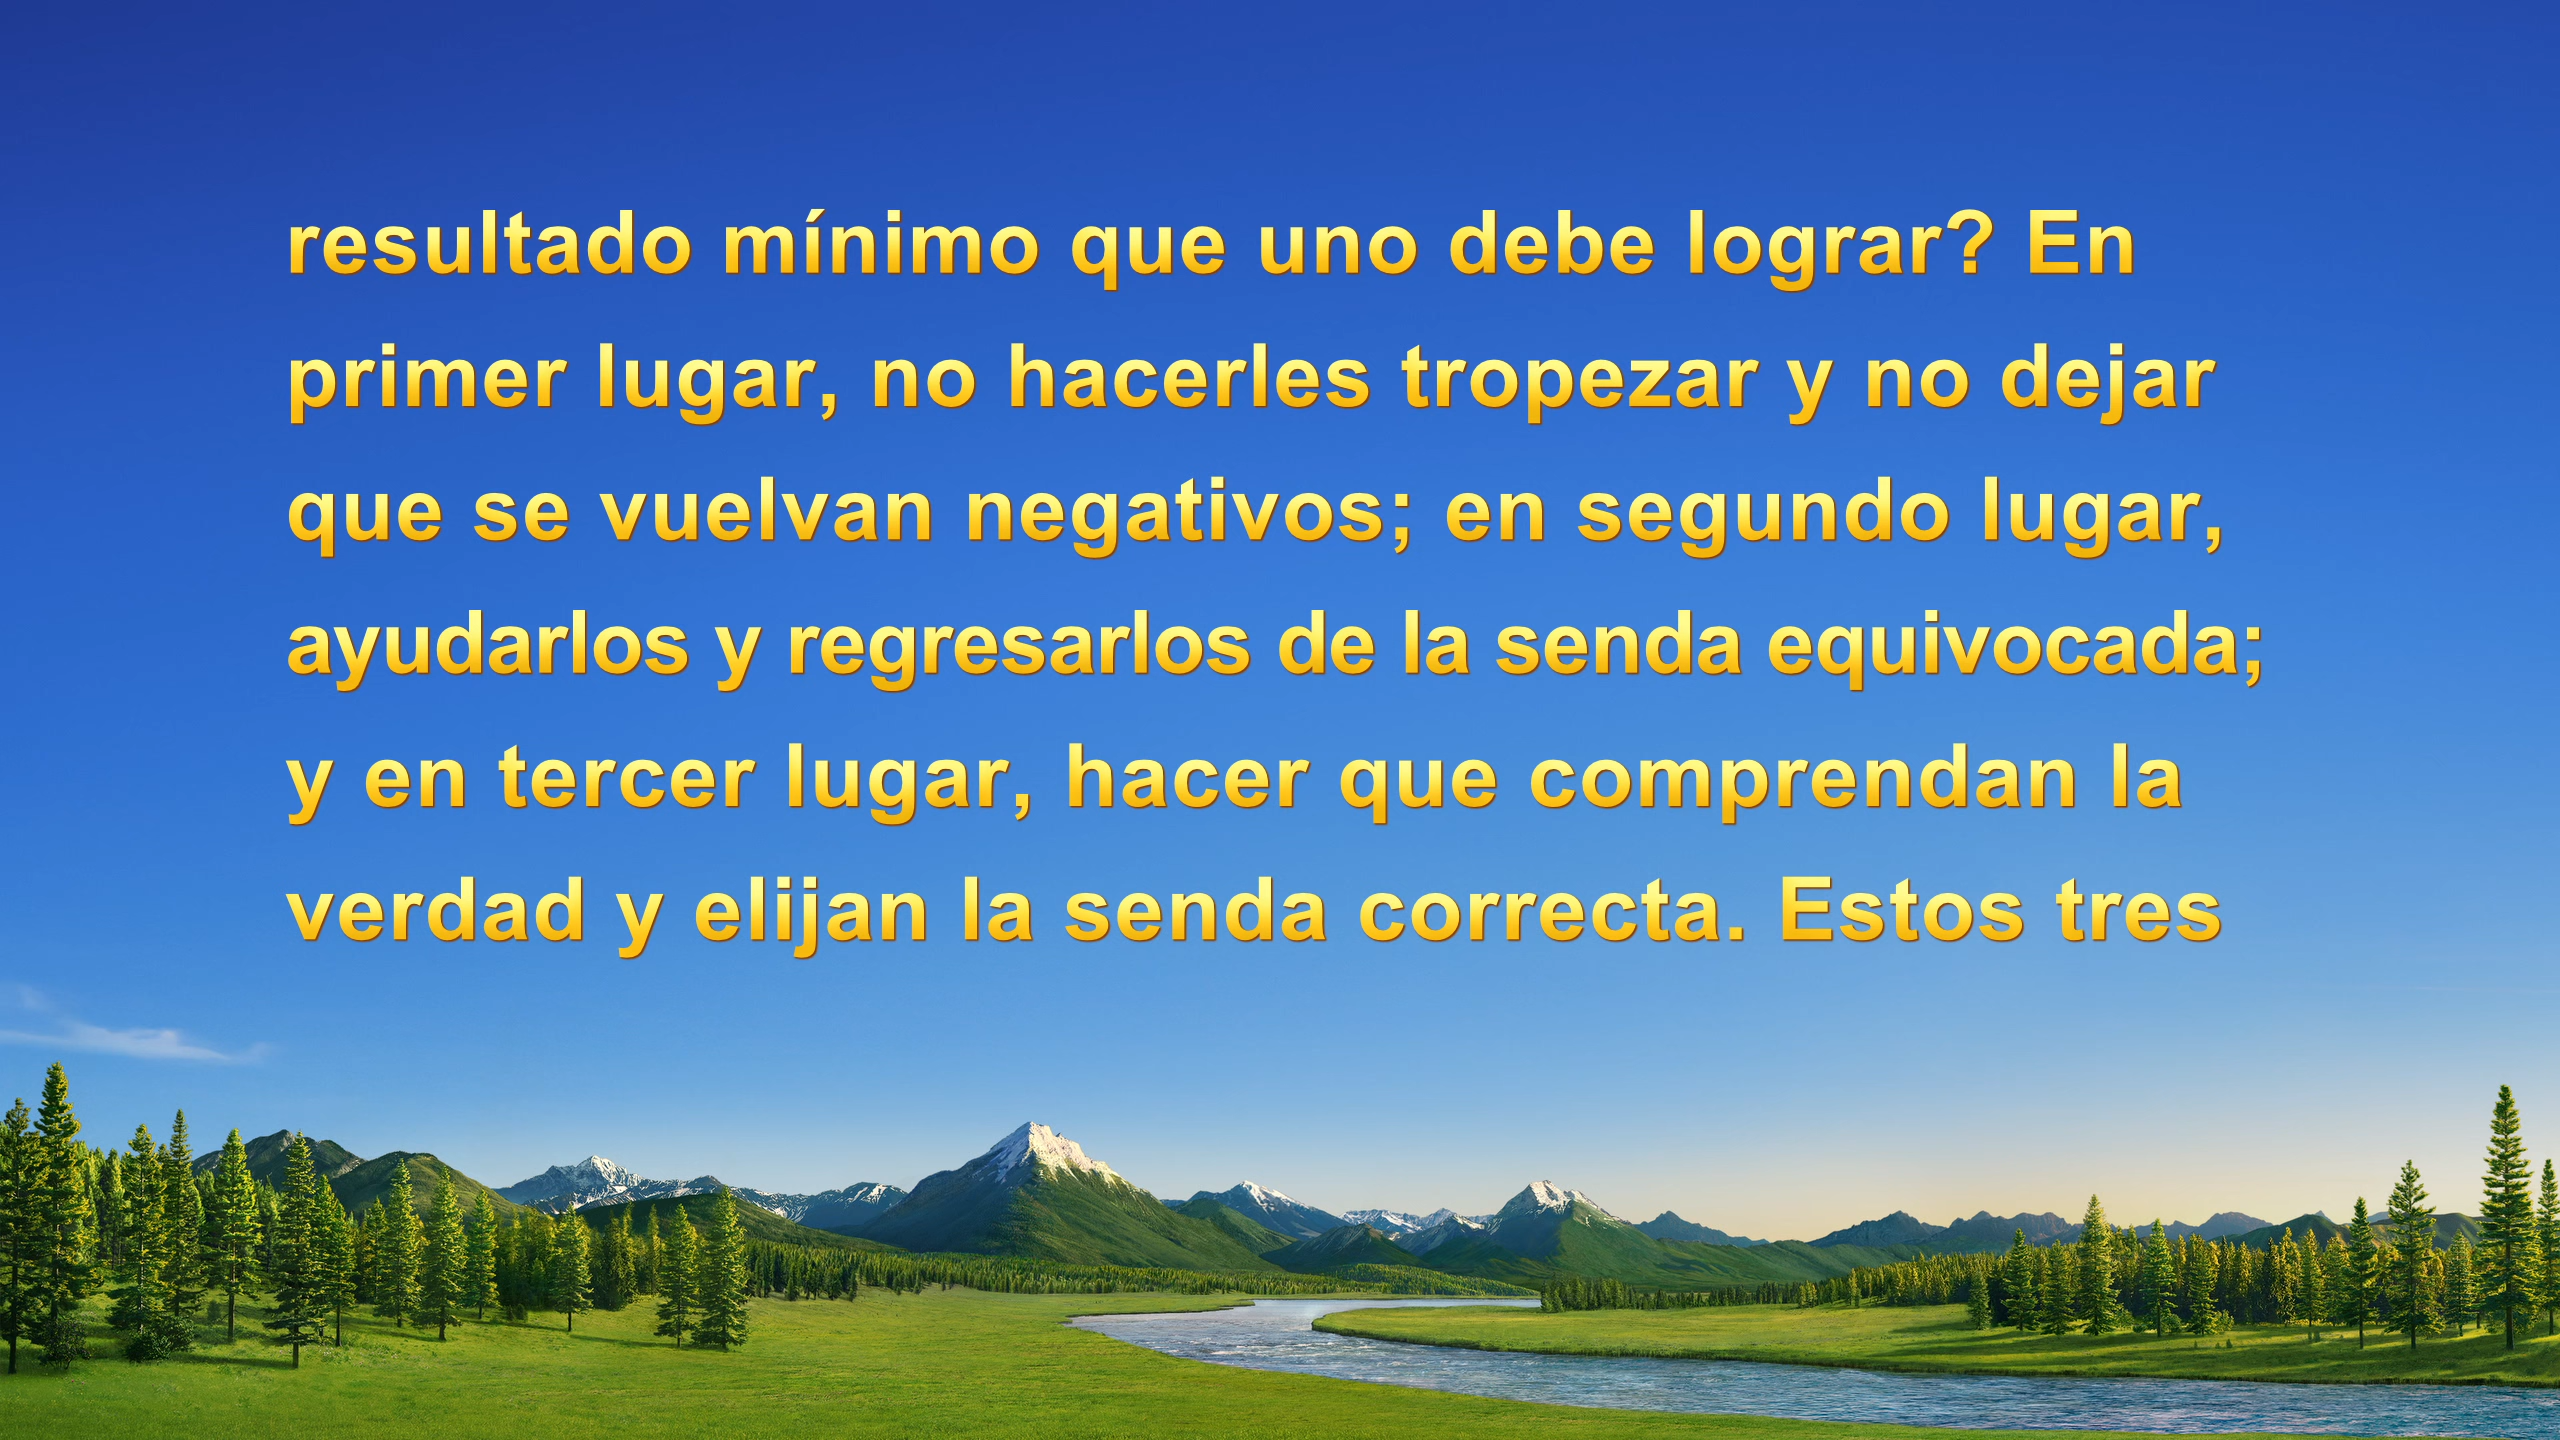 resultado mínimo que uno debe lograr? En
primer lugar, no hacerles tropezar y no dejar
que se vuelvan negativos; en segundo lugar,
ayudarlos y regresarlos de la senda equivocada;
y en tercer lugar, hacer que comprendan la
verdad y elijan la senda correcta. Estos tres